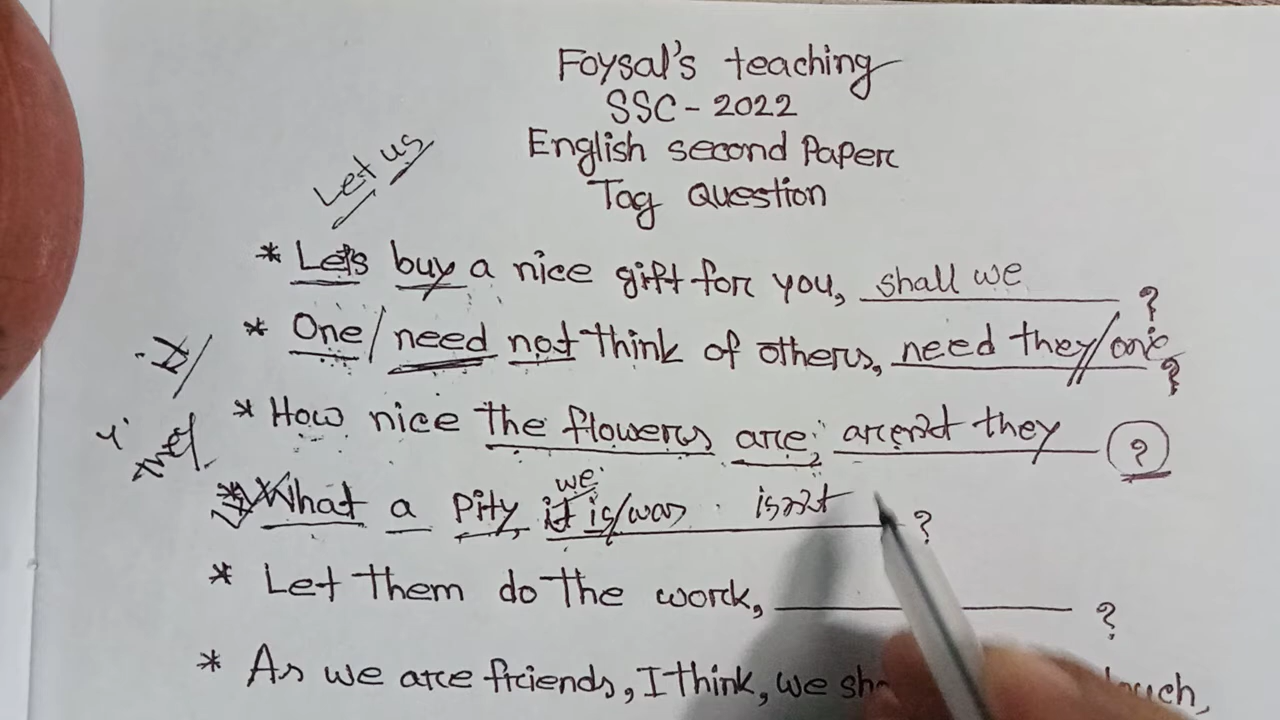 Foysal's teaching
SSC - 2022
English second Paper
Tag Question
Let us
* Let's buy a nice gift for you, shall we ?
* One/need not think of others, need they/one ?
* How nice the flowers are, aren't they ?
we
* What a Pity, it is/was . isn't ?
* Let them do the work, ?
* As we are friends, I think, we